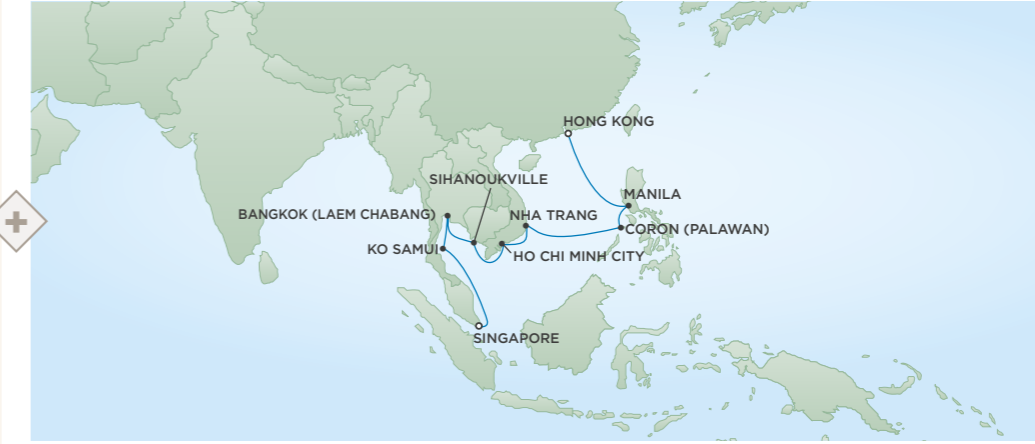 HONG KONG
SIHANOUKVILLE
MANILA
BANGKOK (LAEM CHABANG)
NHA TRANG
CORON (PALAWAN)
KO SAMUI
HO CHI MINH CITY
SINGAPORE